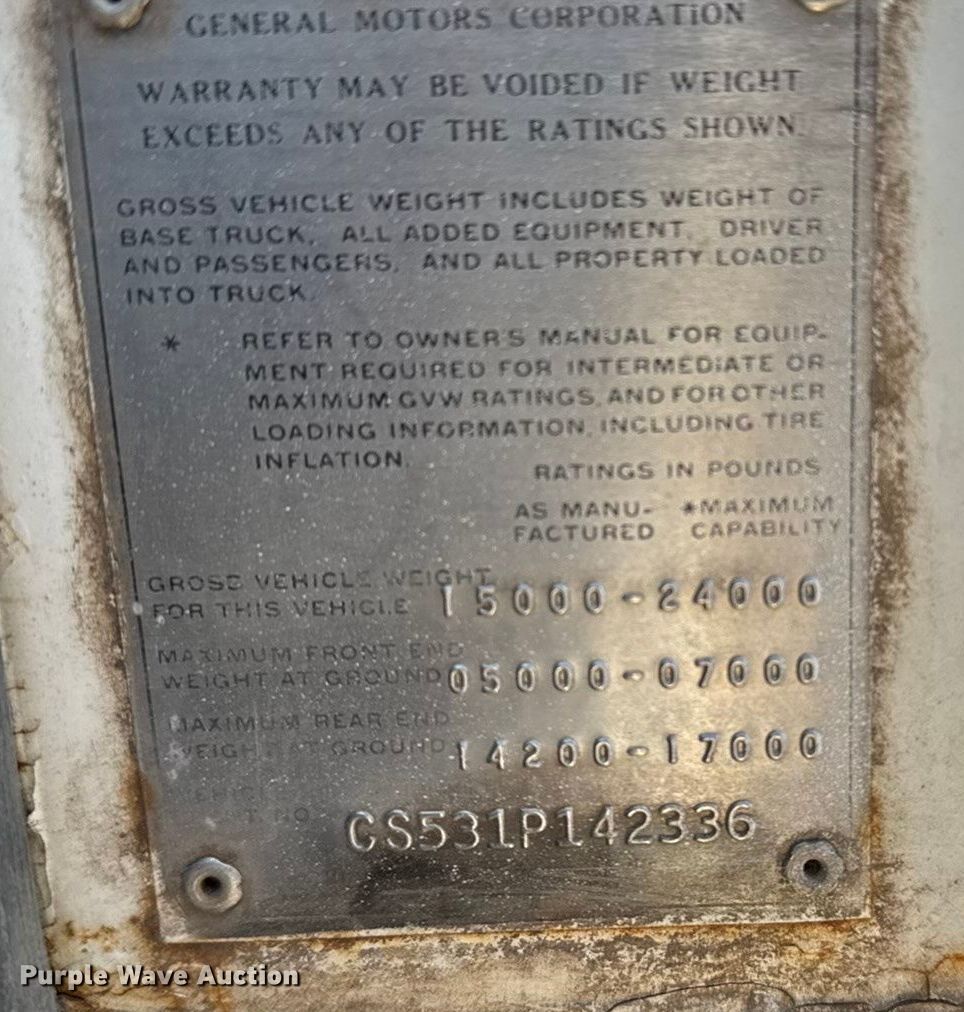 GENERAL MOTORS CORPORATION
WARRANTY MAY BE VOIDED IF WEIGHT
EXCEEDS ANY OF THE RATINGS SHOWN.
GROSS VEHICLE WEIGHT INCLUDES WEIGHT OF
BASE TRUCK, ALL ADDED EQUIPMENT, DRIVER
AND PASSENGERS, AND ALL PROPERTY LOADED
INTO TRUCK.
* REFER TO OWNER'S MANUAL FOR EQUIP-
MENT REQUIRED FOR INTERMEDIATE OR
MAXIMUM GVW RATINGS, AND FOR OTHER
LOADING INFORMATION, INCLUDING TIRE
INFLATION.
RATINGS IN POUNDS
AS MANU- *MAXIMUM
FACTURED CAPABILITY
GROSS VEHICLE WEIGHT
FOR THIS VEHICLE 15000-24000
MAXIMUM FRONT END
WEIGHT AT GROUND 05000-07000
MAXIMUM REAR END
WEIGHT AT GROUND 14200-17000
VEHICLE
NO. CS531P142336
Purple Wave Auction